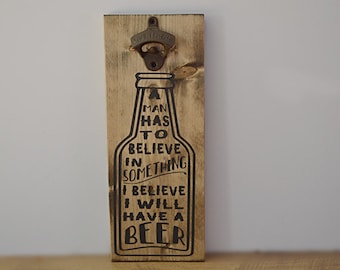 A
MAN
HAS
TO
BELIEVE
IN
SOMETHING
I BELIEVE
I WILL
HAVE A
BEER